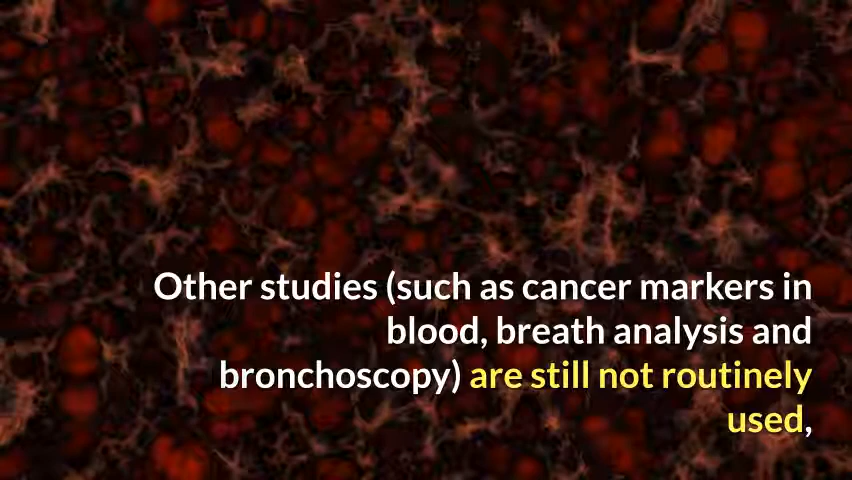 Other studies (such as cancer markers in
blood, breath analysis and
bronchoscopy) are still not routinely
used,